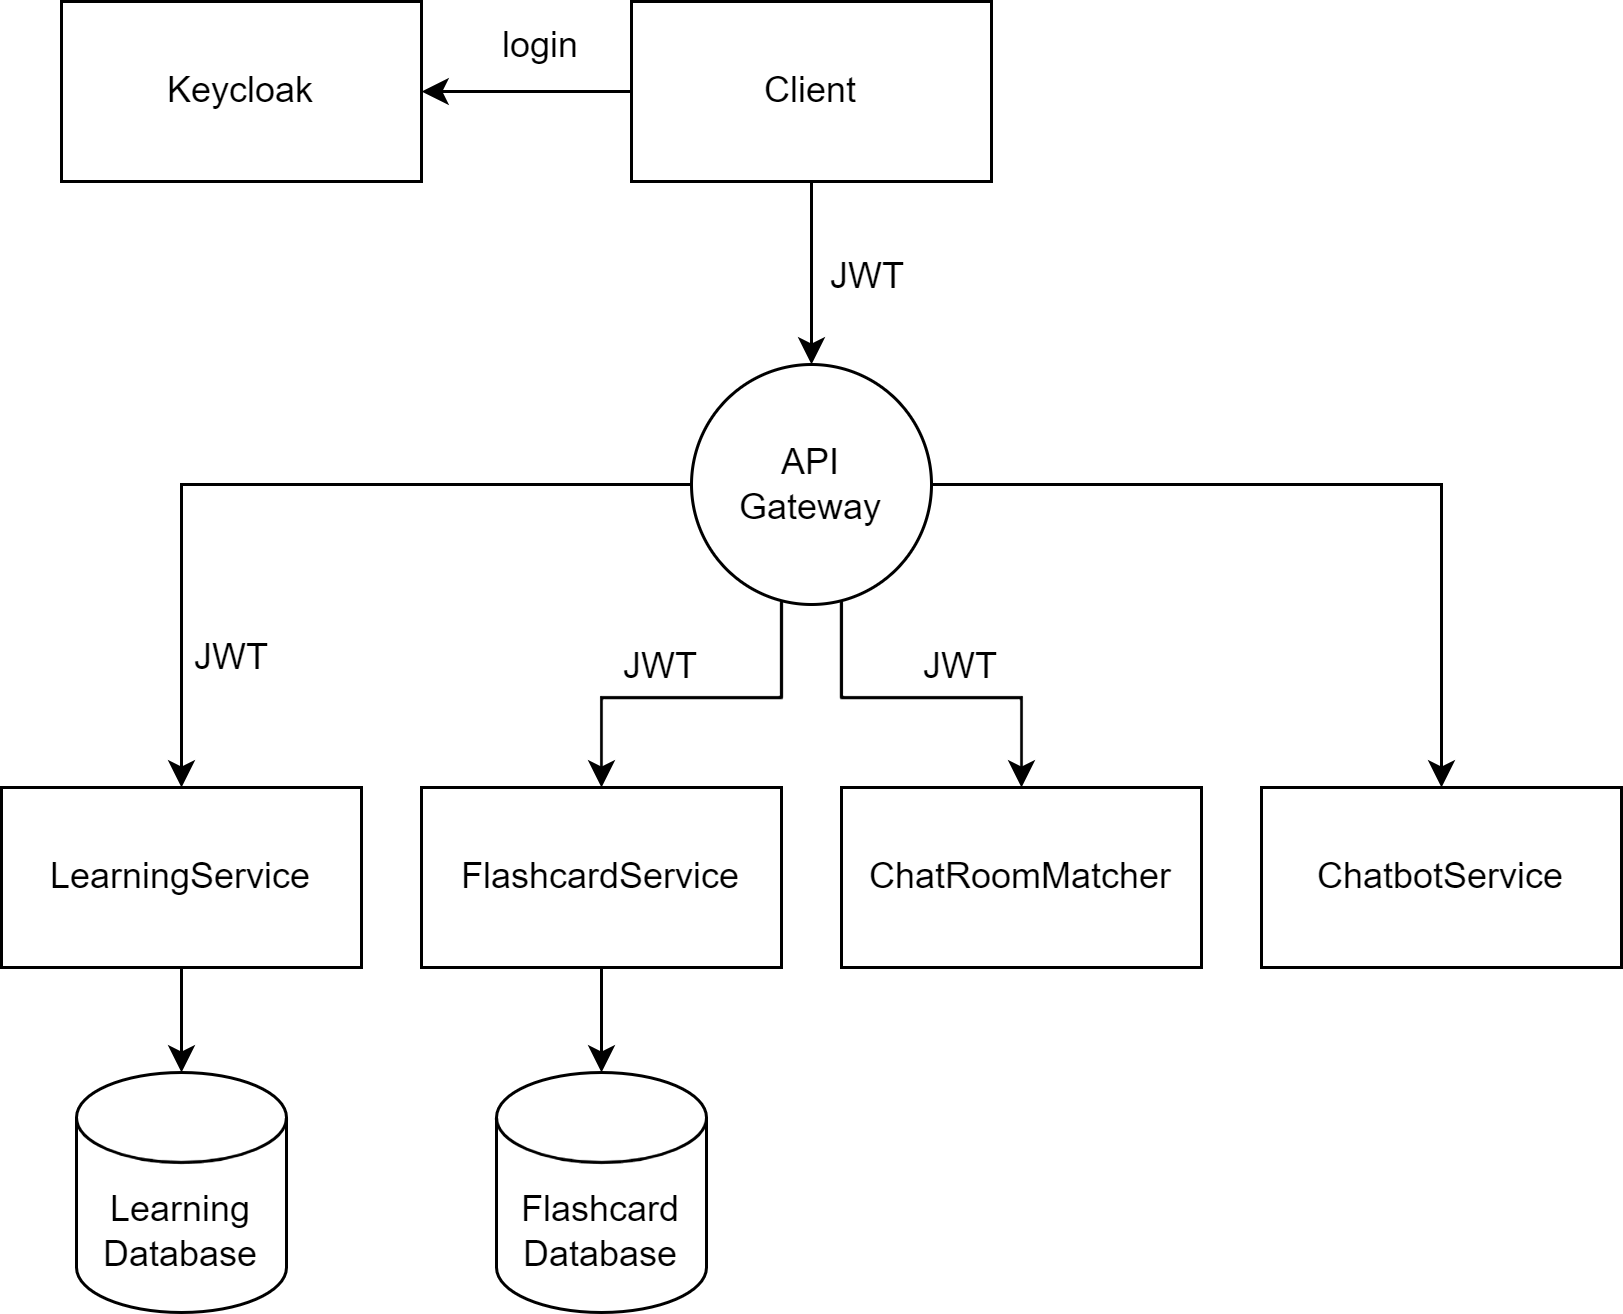 login
Keycloak
Client
JWT
API
Gateway
JWT
JWT
JWT
LearningService
FlashcardService
ChatRoomMatcher
ChatbotService
Learning
Database
Flashcard
Database